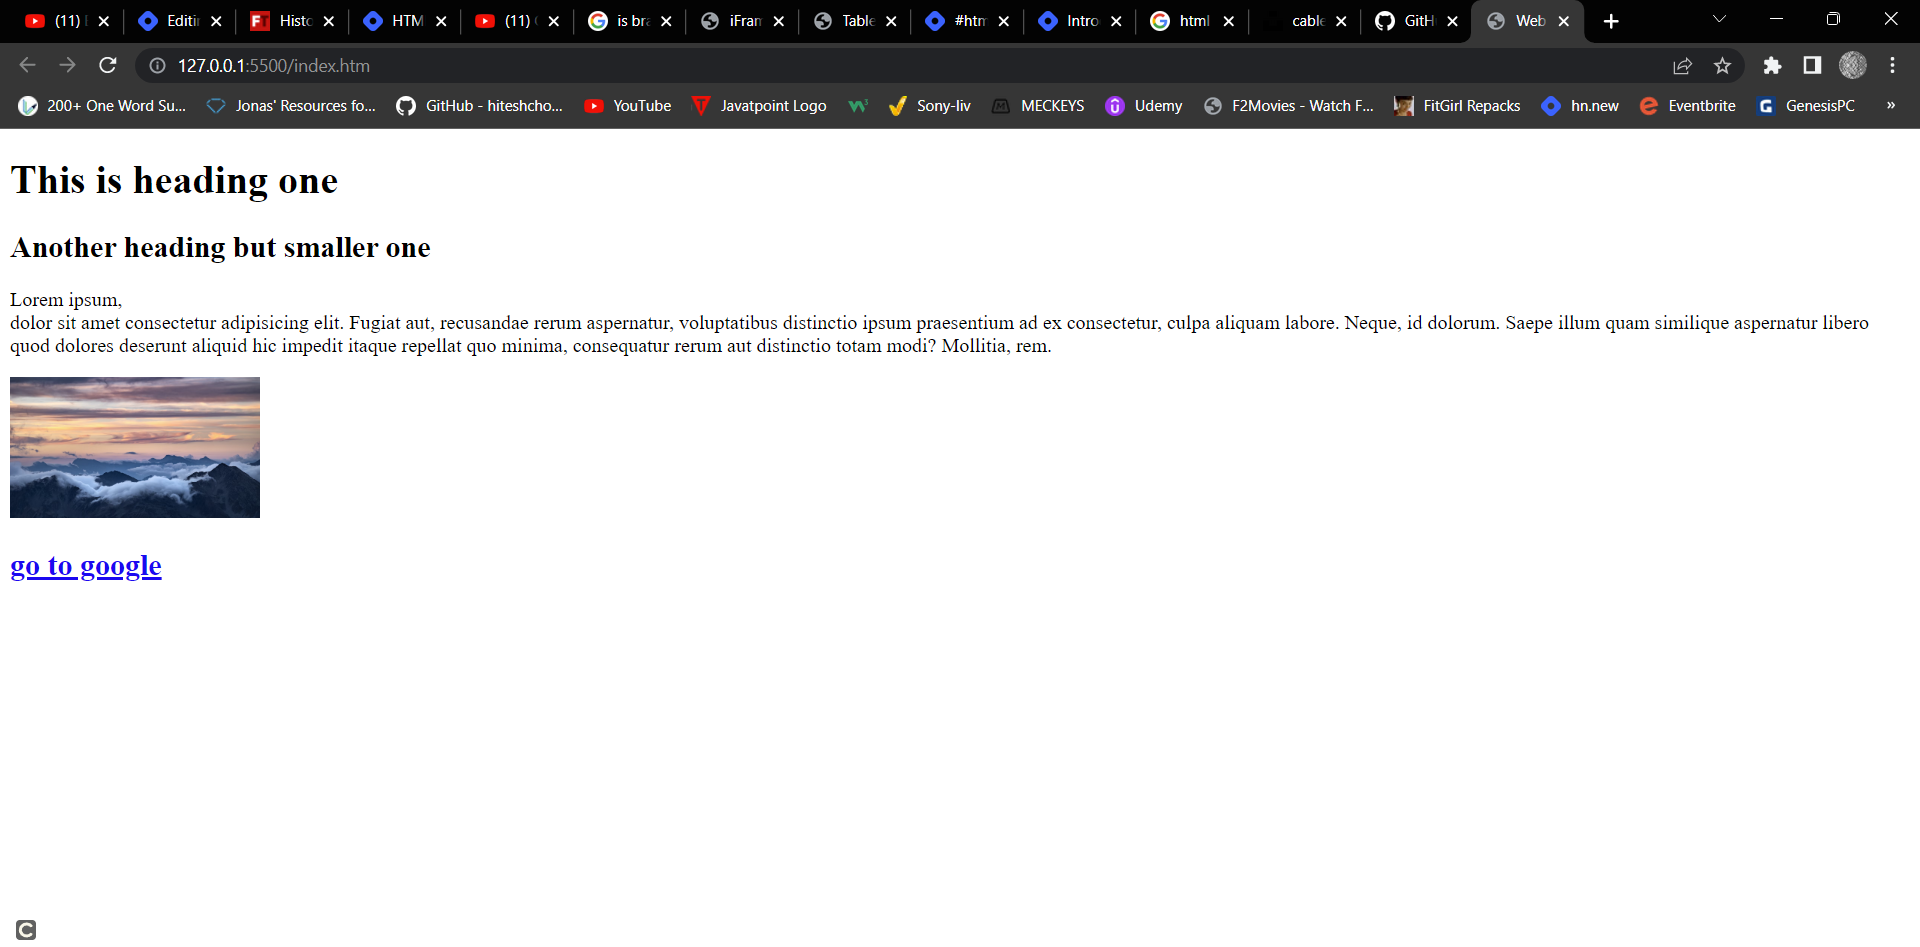 (11) Editin Histo HTM (11) is bra iFram Table #htm Intro html cable GitH Web
127.0.0.1:5500/index.htm
200+ One Word Su... Jonas' Resources fo... GitHub - hiteshcho... YouTube Javatpoint Logo Sony-liv MECKEYS Udemy F2Movies - Watch F... FitGirl Repacks hn.new Eventbrite GenesisPC »
This is heading one
Another heading but smaller one
Lorem ipsum,
dolor sit amet consectetur adipisicing elit. Fugiat aut, recusandae rerum aspernatur, voluptatibus distinctio ipsum praesentium ad ex consectetur, culpa aliquam labore. Neque, id dolorum. Saepe illum quam similique aspernatur libero
quod dolores deserunt aliquid hic impedit itaque repellat quo minima, consequatur rerum aut distinctio totam modi? Mollitia, rem.
go to google
C